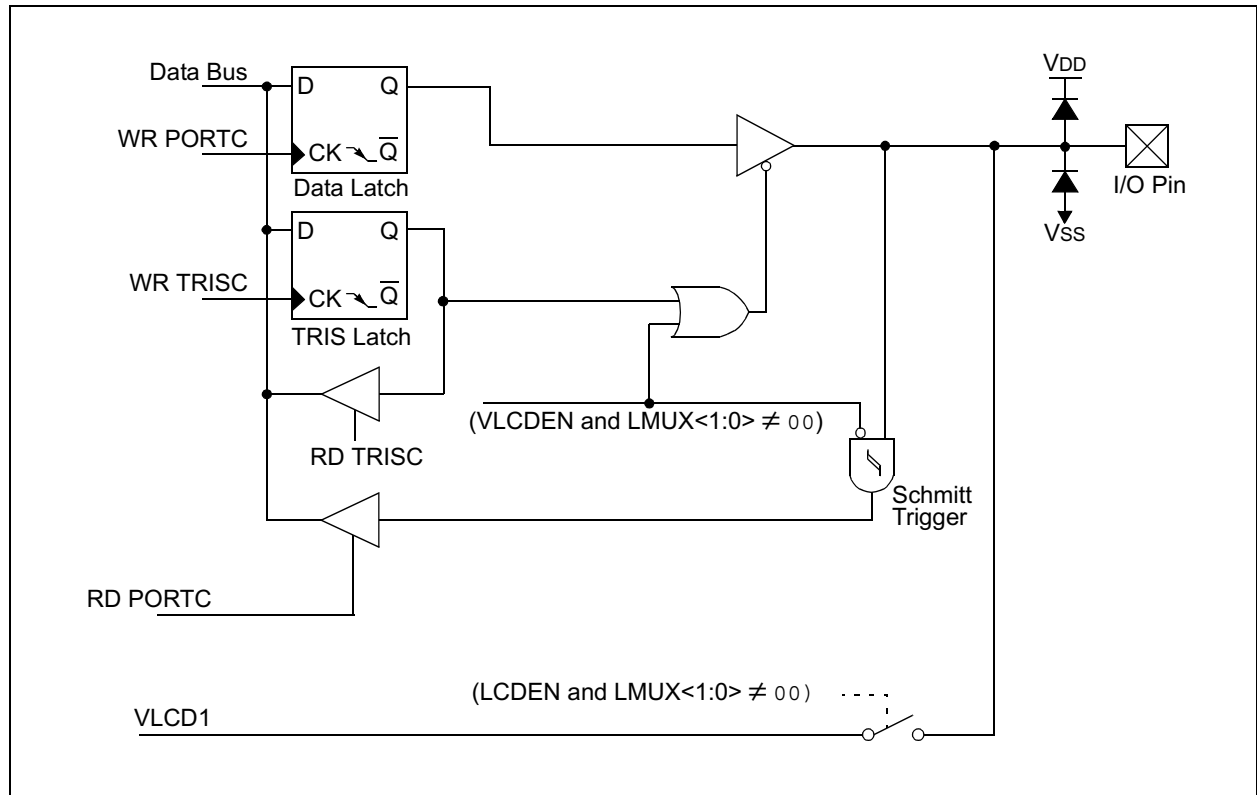 Data Bus
D Q
WR PORTC
CK Q̅
Data Latch
D Q
WR TRISC
CK Q̅
TRIS Latch
RD TRISC
(VLCDEN and LMUX<1:0> ≠ 00)
Schmitt
Trigger
RD PORTC
(LCDEN and LMUX<1:0> ≠ 00)
VLCD1
VDD
I/O Pin
VSS